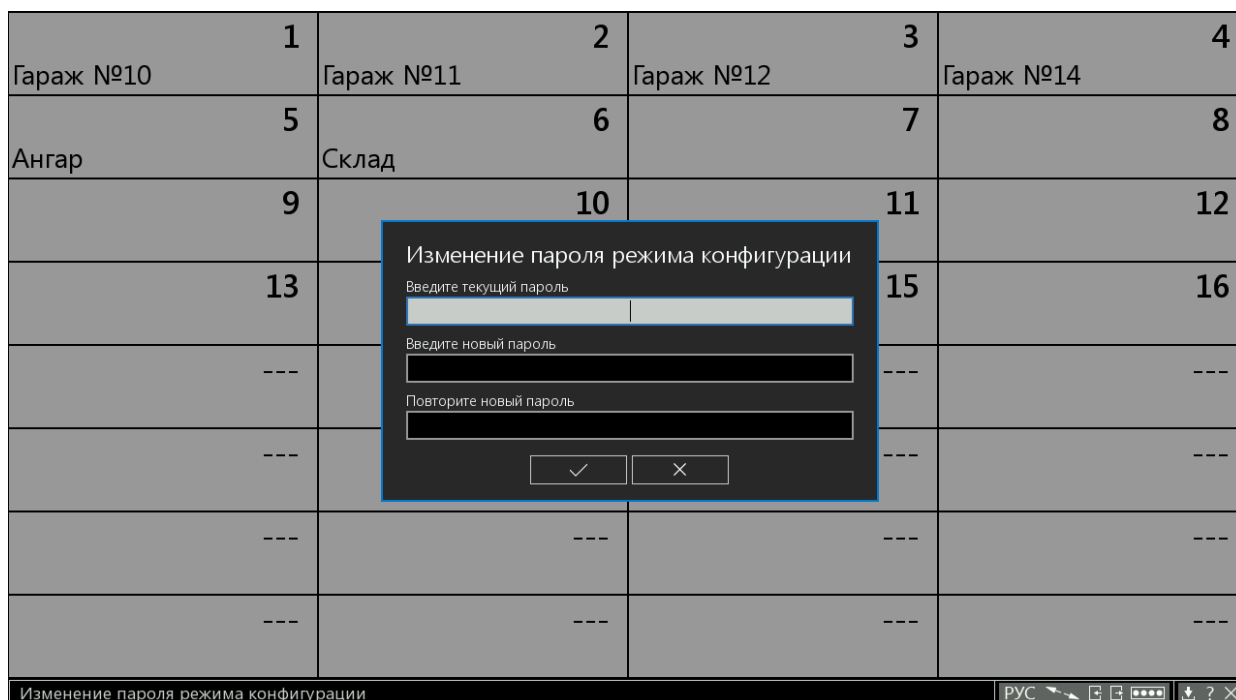 1 2 3 4
Гараж №10 Гараж №11 Гараж №12 Гараж №14
5 6 7 8
Ангар Склад
9 10 11 12
Изменение пароля режима конфигурации
13 15 16
Введите текущий пароль
Введите новый пароль
--- --- ---
Повторите новый пароль
--- --- ---
--- --- --- ---
--- --- --- ---
Изменение пароля режима конфигурации РУС ? ×